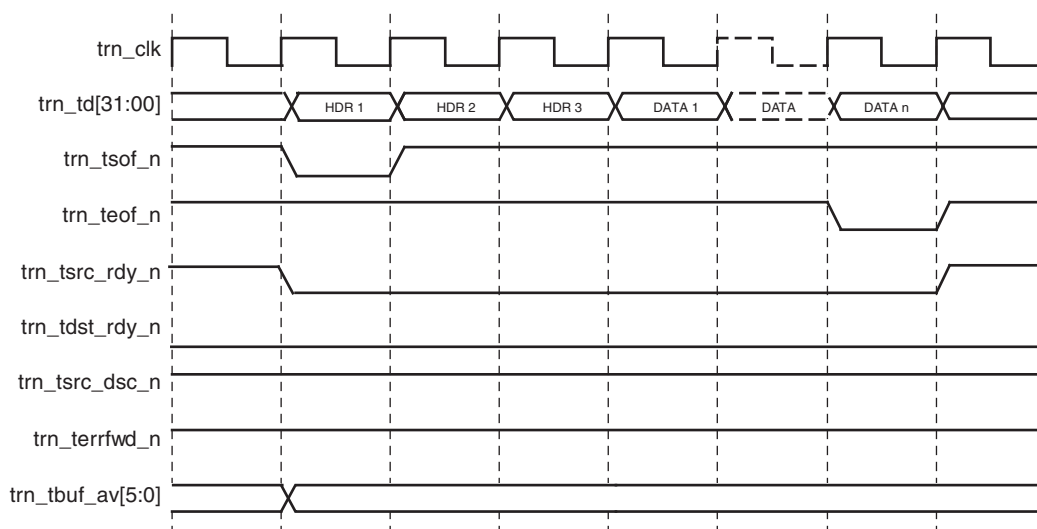 trn_clk
trn_td[31:00] HDR 1 HDR 2 HDR 3 DATA 1 DATA DATA n
trn_tsof_n
trn_teof_n
trn_tsrc_rdy_n
trn_tdst_rdy_n
trn_tsrc_dsc_n
trn_terrfwd_n
trn_tbuf_av[5:0]